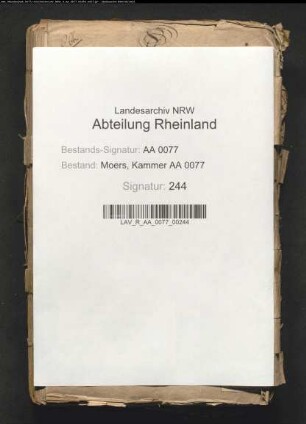 Landesarchiv NRW
Abteilung Rheinland
Bestands-Signatur: AA 0077
Bestand: Moers, Kammer AA 0077
Signatur: 244
LAV_R_AA_0077_00244